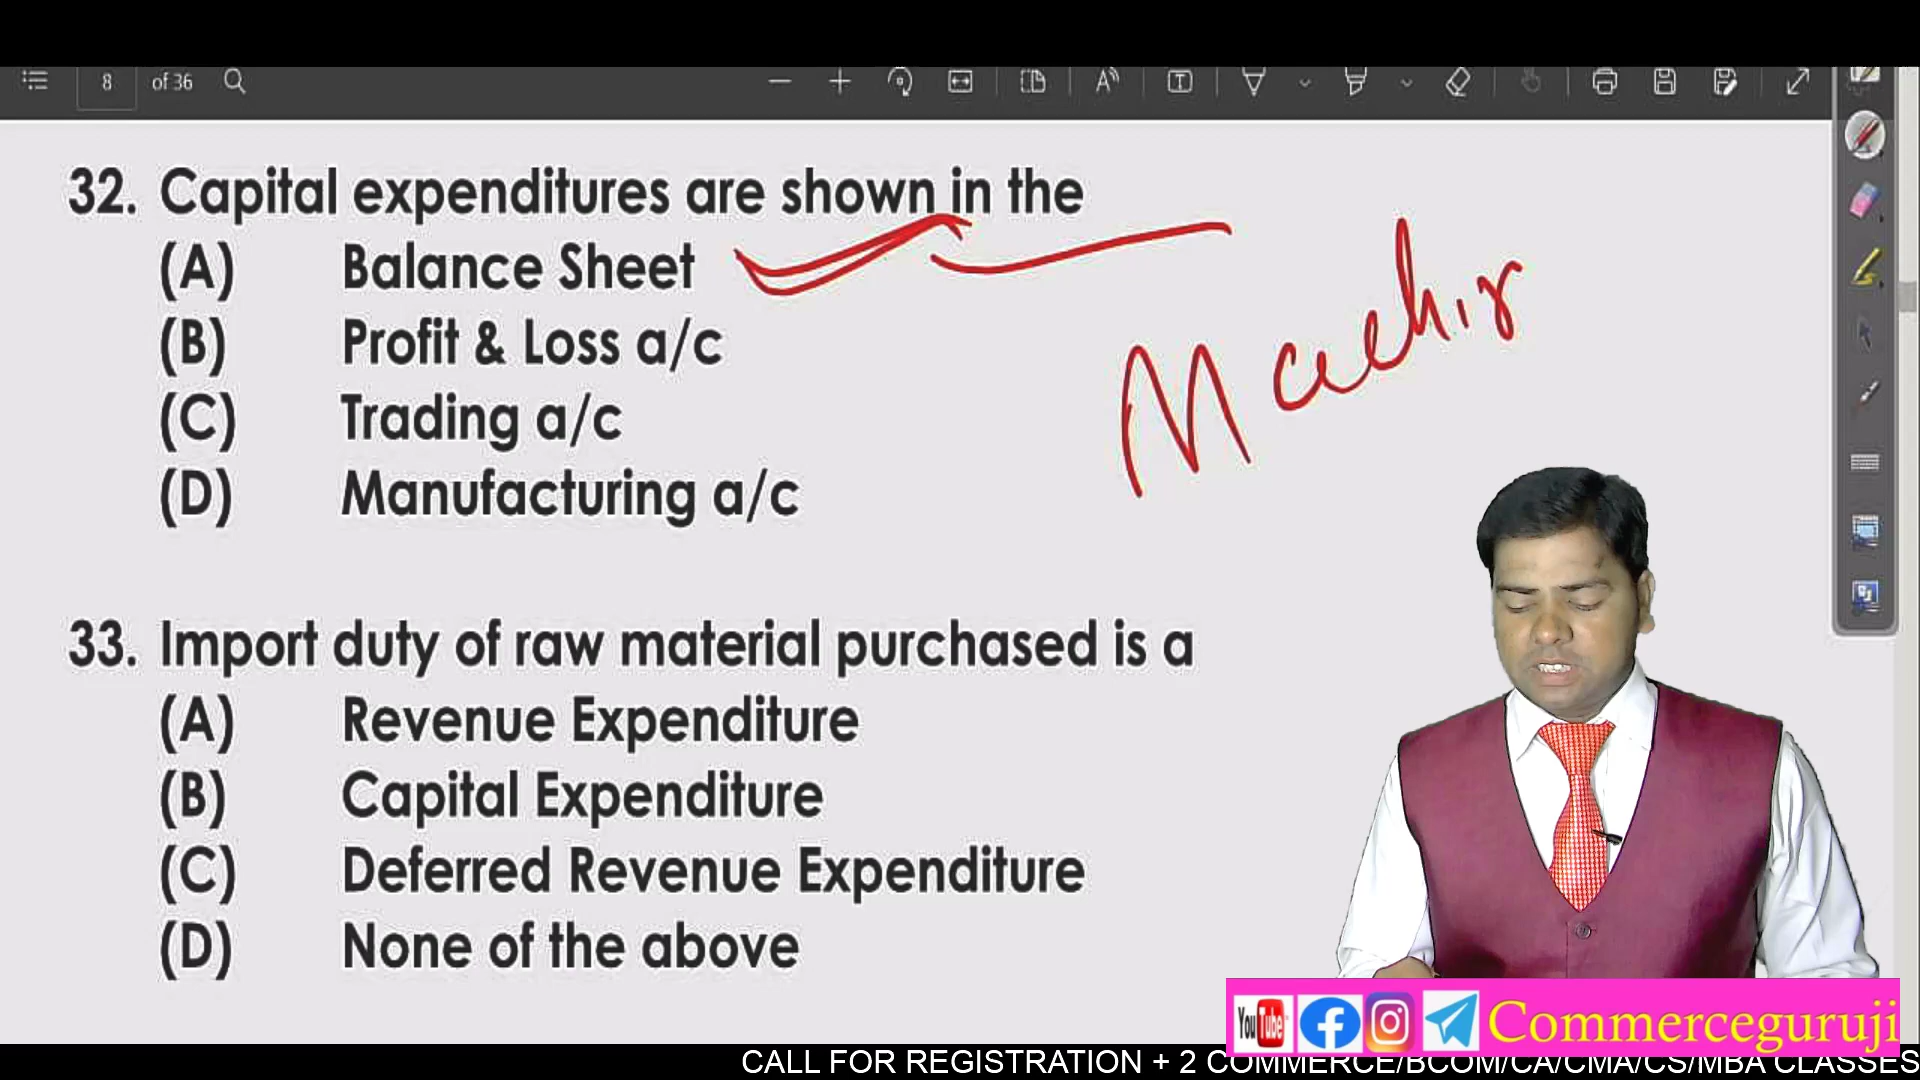 8 of 36
32. Capital expenditures are shown in the
(A) Balance Sheet
(B) Profit & Loss a/c
(C) Trading a/c
(D) Manufacturing a/c
33. Import duty of raw material purchased is a
(A) Revenue Expenditure
(B) Capital Expenditure
(C) Deferred Revenue Expenditure
(D) None of the above
YouTube
Commerceguruji
CALL FOR REGISTRATION + 2 COMMERCE/BCOM/CA/CMA/CS/MBA CLASSES